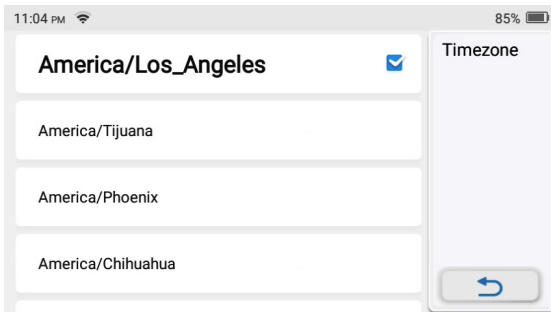 11:04 PM
85%
America/Los_Angeles
Timezone
America/Tijuana
America/Phoenix
America/Chihuahua